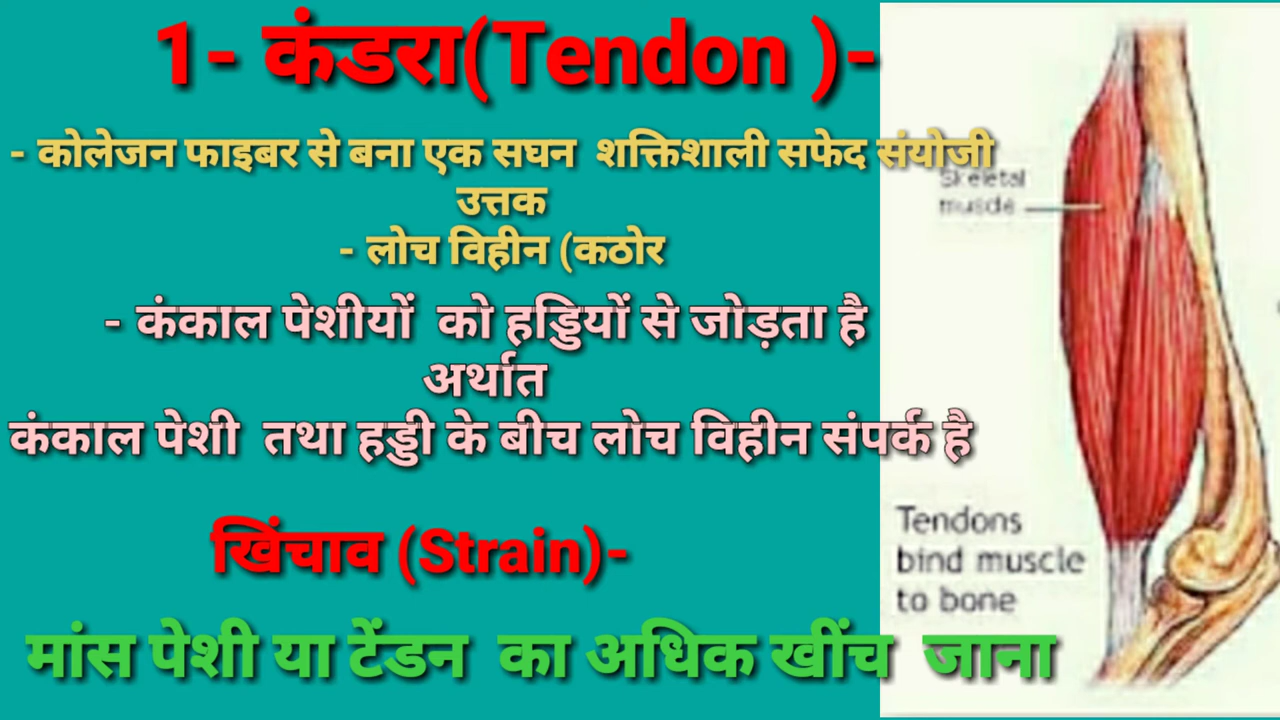 1- कंडरा(Tendon )-
- कोलेजन फाइबर से बना एक सघन शक्तिशाली सफेद संयोजी
उत्तक
- लोच विहीन (कठोर
- कंकाल पेशीयों को हड्डियों से जोड़ता है
अर्थात
कंकाल पेशी तथा हड्डी के बीच लोच विहीन संपर्क है
खिंचाव (Strain)-
मांस पेशी या टेंडन का अधिक खींच जाना
Skeletal
muscle
Tendons
bind muscle
to bone